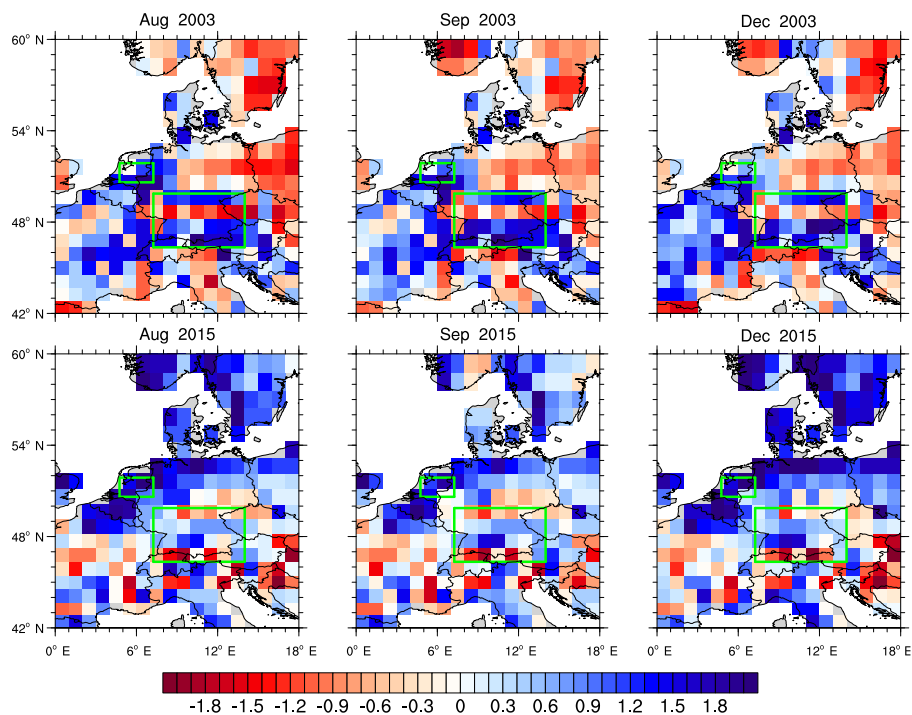 Aug 2003 Sep 2003 Dec 2003
60° N
54° N
48° N
42° N
Aug 2015 Sep 2015 Dec 2015
60° N
54° N
48° N
42° N
0° E 6° E 12° E 18° E 0° E 6° E 12° E 18° E 0° E 6° E 12° E 18° E
-1.8 -1.5 -1.2 -0.9 -0.6 -0.3 0 0.3 0.6 0.9 1.2 1.5 1.8